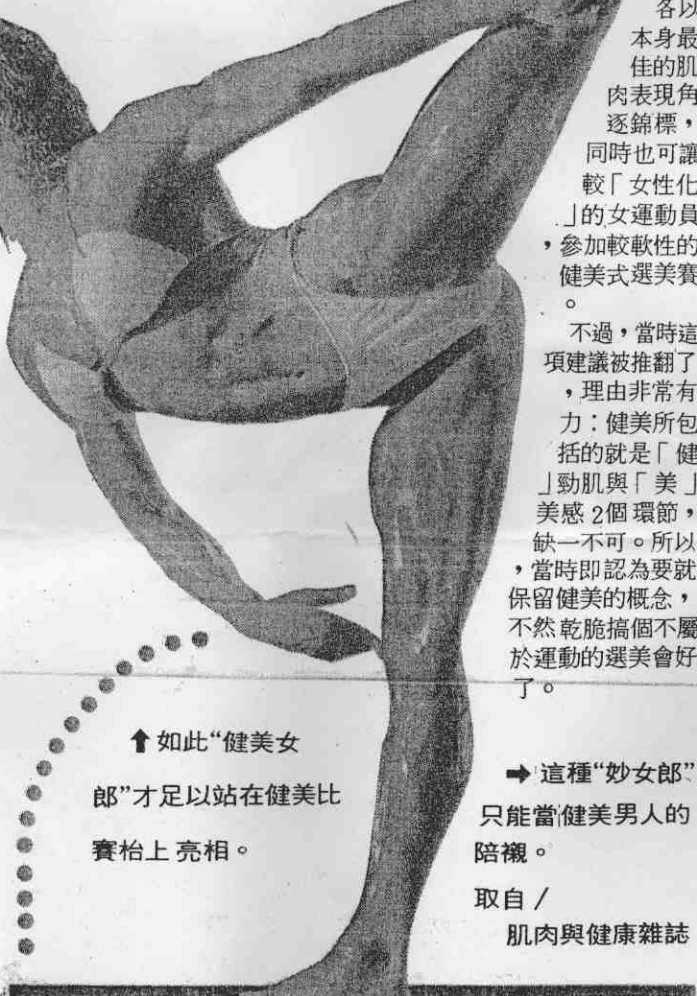 各以
本身最
佳的肌
肉表現角
逐錦標，
同時也可讓
較「女性化
」的女運動員
，參加較軟性的
健美式選美賽
。
不過，當時這
項建議被推翻了
，理由非常有
力：健美所包
括的就是「健
」勁肌與「美」
美感2個環節，
缺一不可。所以
，當時即認為要就
保留健美的概念，
不然乾脆搞個不屬
於運動的選美會好
了。
⬆如此“健美女
郎”才足以站在健美比
賽枱上亮相。
➡這種“妙女郎”
只能當健美男人的
陪襯。
取自/
肌肉與健康雜誌